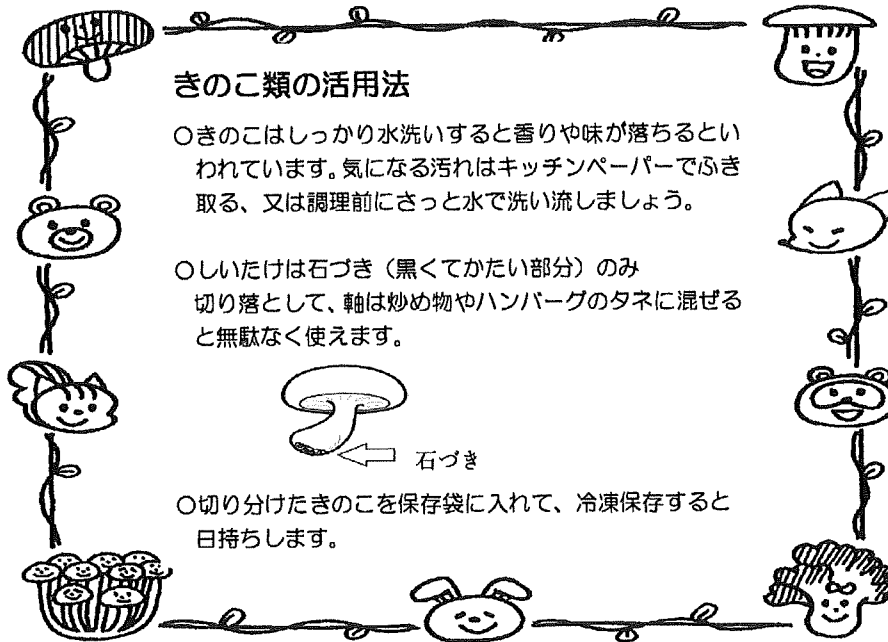 きのこ類の活用法
○きのこはしっかり水洗いすると香りや味が落ちるとい
われています。気になる汚れはキッチンペーパーでふき
取る、又は調理前にさっと水で洗い流しましょう。
○しいたけは石づき（黒くてかたい部分）のみ
切り落として、軸は炒め物やハンバーグのタネに混ぜる
と無駄なく使えます。
石づき
○切り分けたきのこを保存袋に入れて、冷凍保存すると
日持ちします。